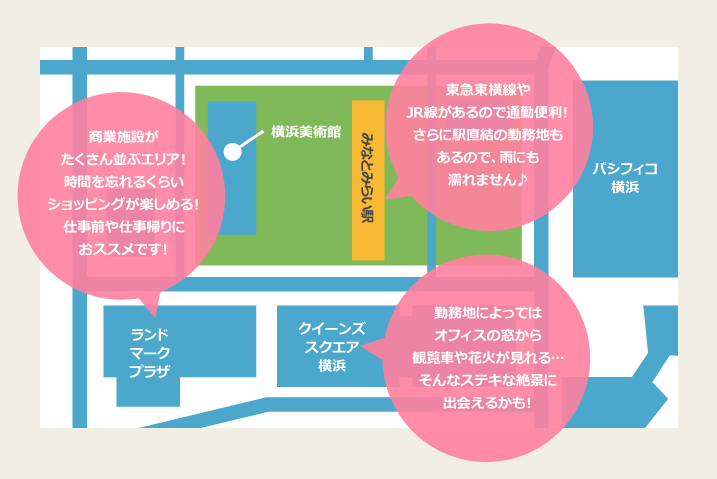 商業施設が
たくさん並ぶエリア!
時間を忘れるくらい
ショッピングが楽しめる!
仕事前や仕事帰りに
おススメです!
横浜美術館
みなとみらい駅
東急東横線や
JR線があるので通勤便利!
さらに駅直結の勤務地も
あるので、雨にも
濡れません♪
パシフィコ
横浜
ランド
マーク
プラザ
クイーンズ
スクエア
横浜
勤務地によっては
オフィスの窓から
観覧車や花火が見れる…
そんなステキな絶景に
出会えるかも!